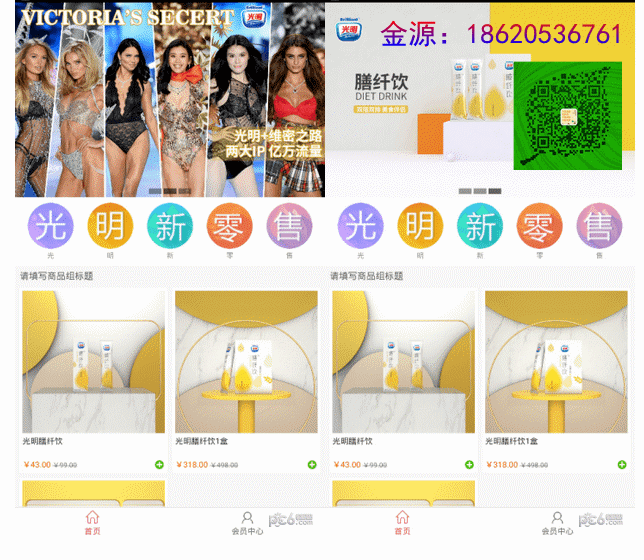 VICTORIA'S SECERT
光明
光明+维密之路
两大IP 亿万流量
光 明 新 零 售
光 明 新 零 售
请填写商品组标题
光明膳纤饮
¥43.00 ¥99.00
光明膳纤饮1盒
¥318.00 ¥498.00
首页
会员中心
光明
金源：18620536761
膳纤饮
DIET DRINK
光 明 新 零 售
光 明 新 零 售
请填写商品组标题
光明膳纤饮
¥43.00 ¥99.00
光明膳纤饮1盒
¥318.00 ¥498.00
首页
会员中心